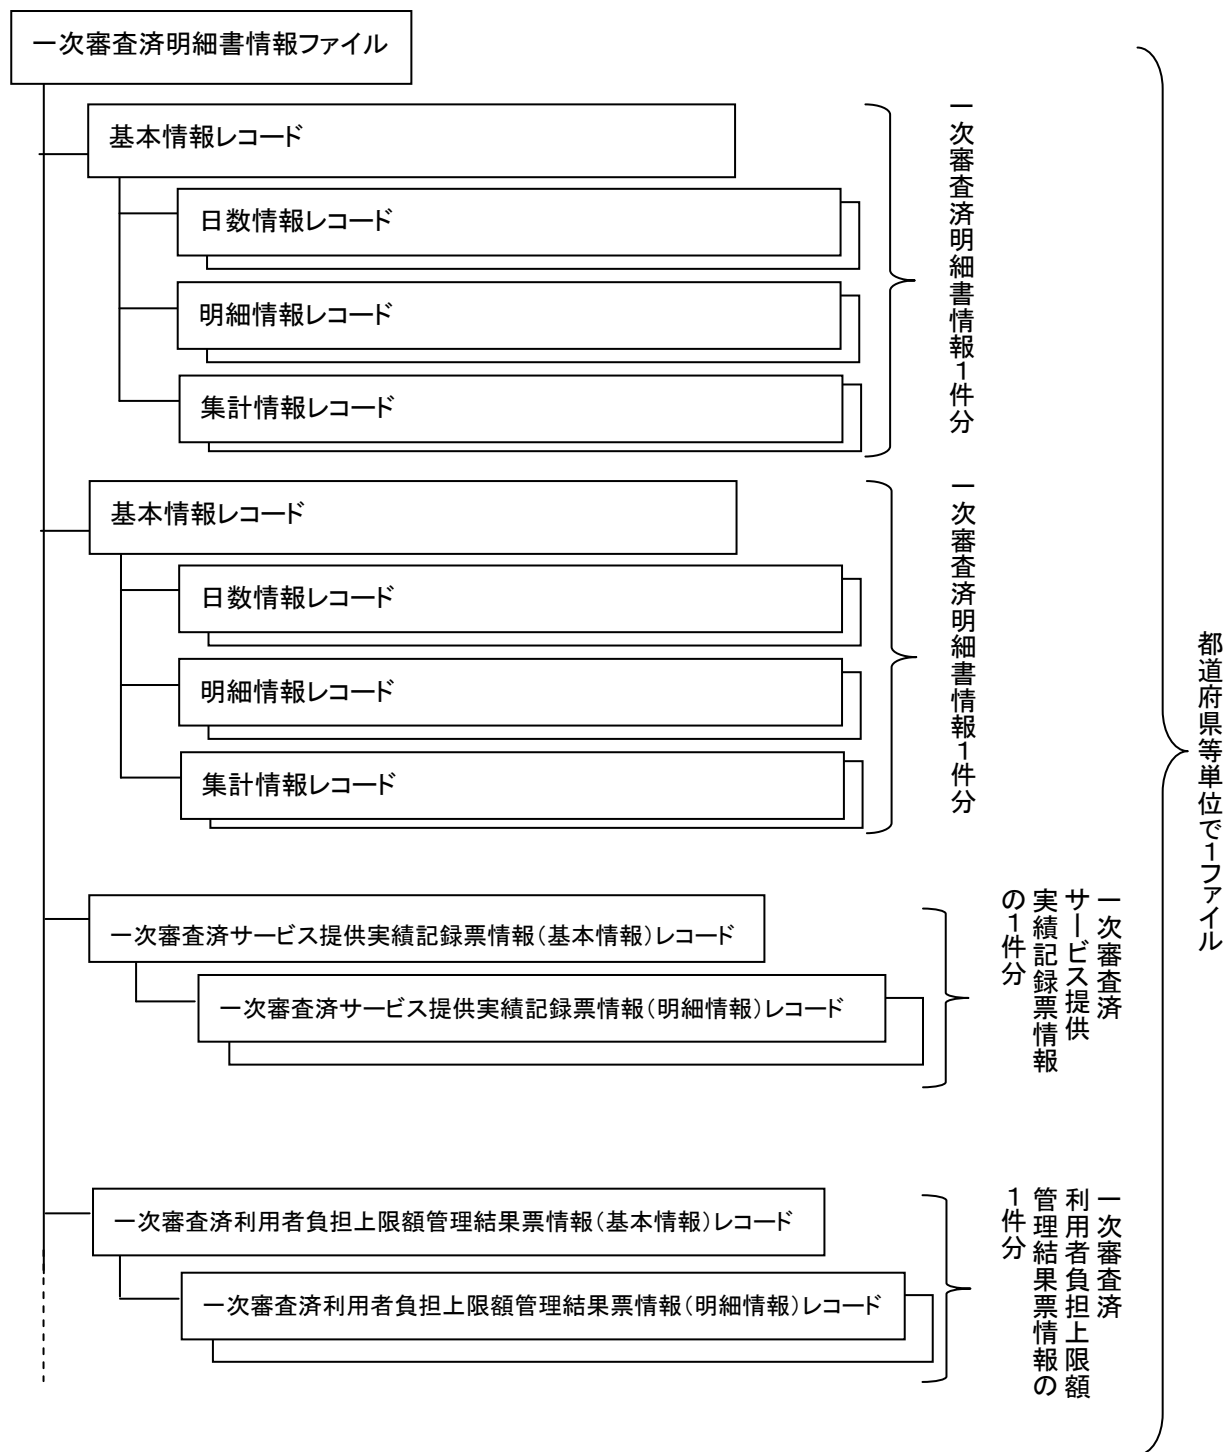 一次審査済明細書情報ファイル
基本情報レコード
日数情報レコード
明細情報レコード
集計情報レコード
一次審査済明細書情報1件分
基本情報レコード
日数情報レコード
明細情報レコード
集計情報レコード
一次審査済明細書情報1件分
一次審査済サービス提供実績記録票情報(基本情報)レコード
一次審査済サービス提供実績記録票情報(明細情報)レコード
一次審査済
サービス提供
実績記録票情報
の1件分
一次審査済利用者負担上限額管理結果票情報(基本情報)レコード
一次審査済利用者負担上限額管理結果票情報(明細情報)レコード
一次審査済
利用者負担上限額
管理結果票情報の
1件分
都道府県等単位で1ファイル